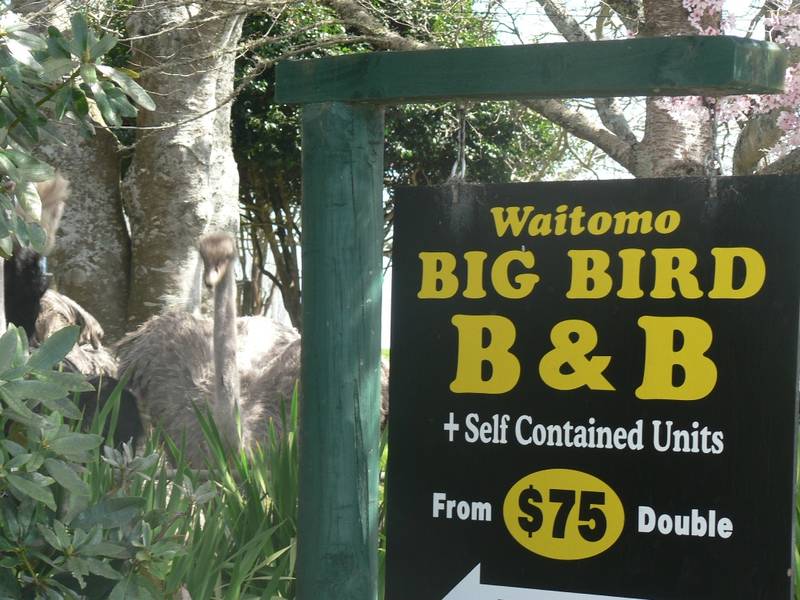 Waitomo
BIG BIRD
B & B
+ Self Contained Units
From $75 Double